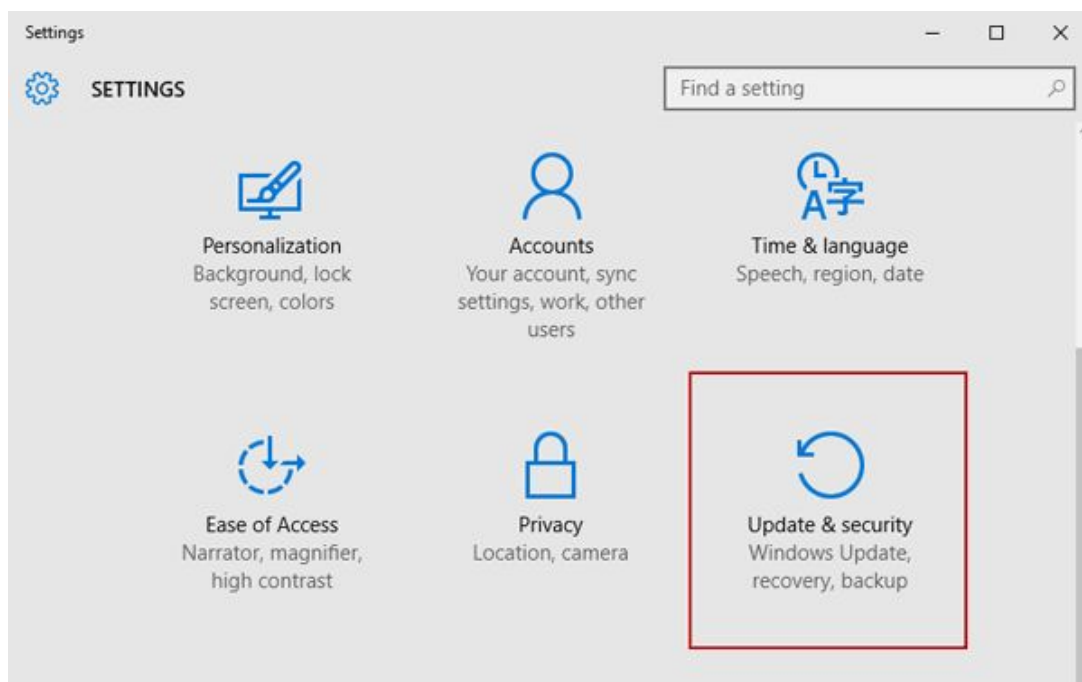 Settings
SETTINGS
Find a setting
Personalization
Background, lock
screen, colors
Accounts
Your account, sync
settings, work, other
users
A字
Time & language
Speech, region, date
Ease of Access
Narrator, magnifier,
high contrast
Privacy
Location, camera
Update & security
Windows Update,
recovery, backup